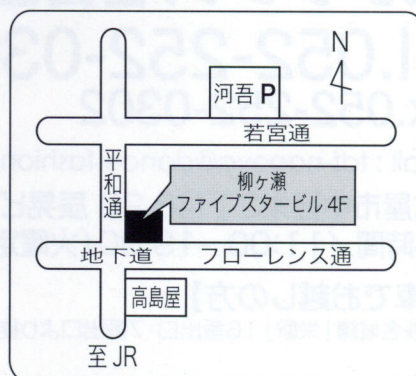 N
河吾 P
若宮通
平和通
柳ヶ瀬
ファイブスタービル 4F
地下道
フローレンス通
高島屋
至 JR